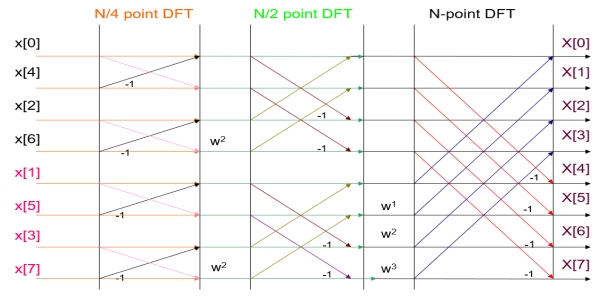 N/4 point DFT N/2 point DFT N-point DFT
x[0] X[0]
x[4] -1 X[1]
x[2] -1 X[2]
x[6] -1 w² -1 X[3]
x[1] -1 X[4]
x[5] -1 w¹ -1 X[5]
x[3] w² -1 -1 X[6]
x[7] -1 w² -1 w³ -1 X[7]